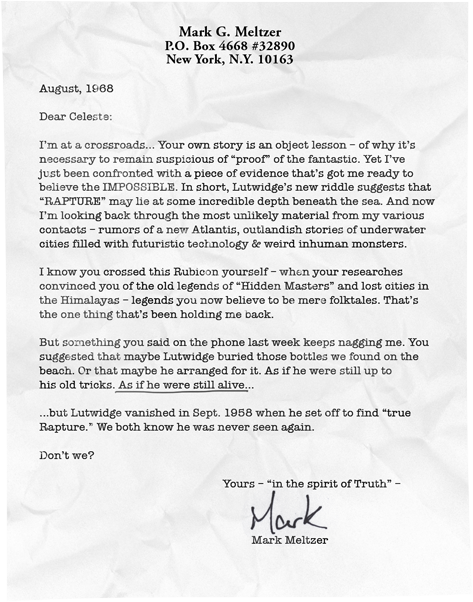 Mark G. Meltzer
P.O. Box 4668 #32890
New York, N.Y. 10163
August, 1968
Dear Celeste:
I'm at a crossroads... Your own story is an object lesson – of why it's
necessary to remain suspicious of "proof" of the fantastic. Yet I've
just been confronted with a piece of evidence that's got me ready to
believe the IMPOSSIBLE. In short, Lutwidge's new riddle suggests that
"RAPTURE" may lie at some incredible depth beneath the sea. And now
I'm looking back through the most unlikely material from my various
contacts – rumors of a new Atlantis, outlandish stories of underwater
cities filled with futuristic technology & weird inhuman monsters.
I know you crossed this Rubicon yourself – when your researches
convinced you of the old legends of "Hidden Masters" and lost cities in
the Himalayas – legends you now believe to be mere folktales. That's
the one thing that's been holding me back.
But something you said on the phone last week keeps nagging me. You
suggested that maybe Lutwidge buried those bottles we found on the
beach. Or that maybe he arranged for it. As if he were still up to
his old tricks. As if he were still alive...
...but Lutwidge vanished in Sept. 1958 when he set off to find "true
Rapture." We both know he was never seen again.
Don't we?
Yours – "in the spirit of Truth" –
Mark
Mark Meltzer